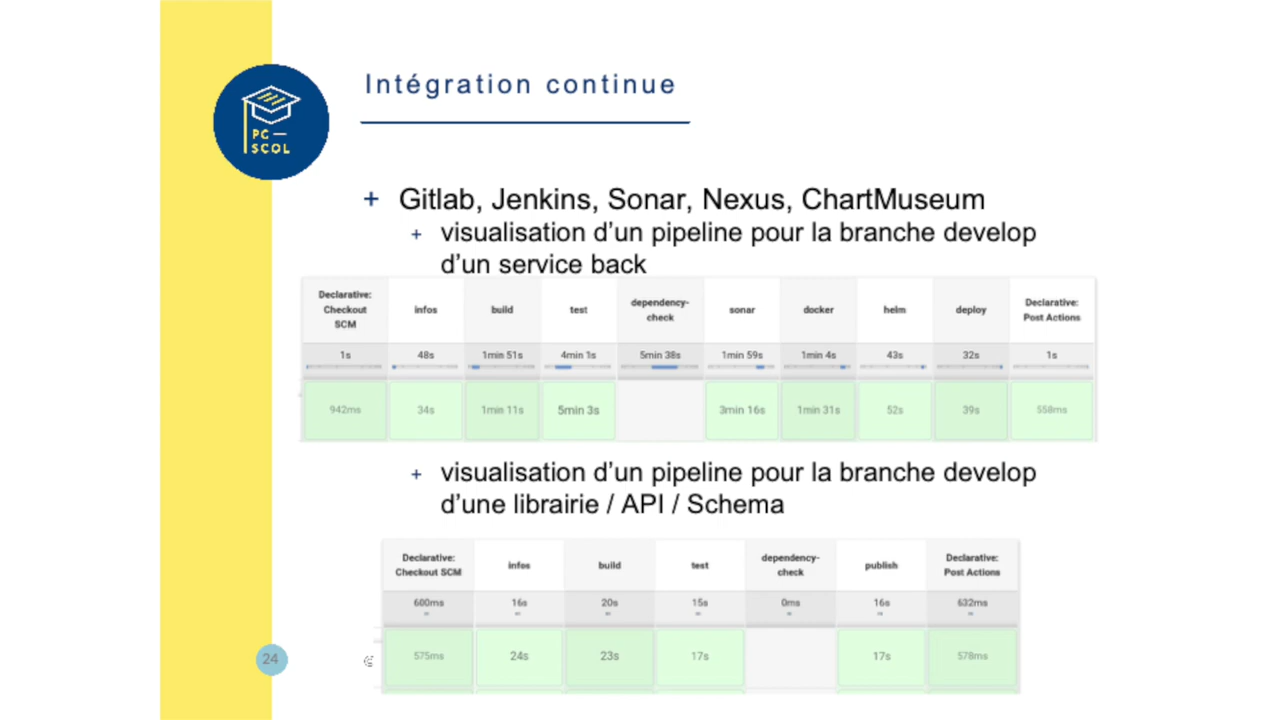 Intégration continue
PC —
SCOL
+ Gitlab, Jenkins, Sonar, Nexus, ChartMuseum
+ visualisation d’un pipeline pour la branche develop
d’un service back
Declarative: Checkout SCM infos build test dependency-check sonar docker helm deploy Declarative: Post Actions
1s 48s 1min 51s 4min 1s 5min 38s 1min 59s 1min 4s 43s 32s 1s
942ms 34s 1min 11s 5min 3s 3min 16s 1min 31s 52s 39s 558ms
+ visualisation d’un pipeline pour la branche develop
d’une librairie / API / Schema
Declarative: Checkout SCM infos build test dependency-check publish Declarative: Post Actions
600ms 16s 20s 15s 0ms 16s 632ms
575ms 24s 23s 17s 17s 578ms
24